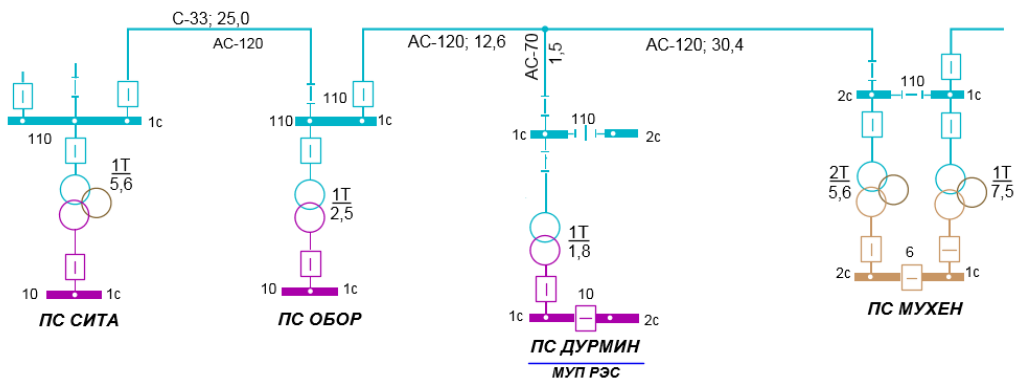 С-33; 25,0
АС-120
АС-120; 12,6
АС-70
1,5
АС-120; 30,4
110
1с
110
110
1с
1с
110
2с
2с
110
1с
1Т
5,6
1Т
2,5
1Т
1,8
2Т
5,6
1Т
7,5
10
1с
10
1с
1с
10
2с
2с
6
1с
ПС СИТА
ПС ОБОР
ПС ДУРМИН
МУП РЭС
ПС МУХЕН